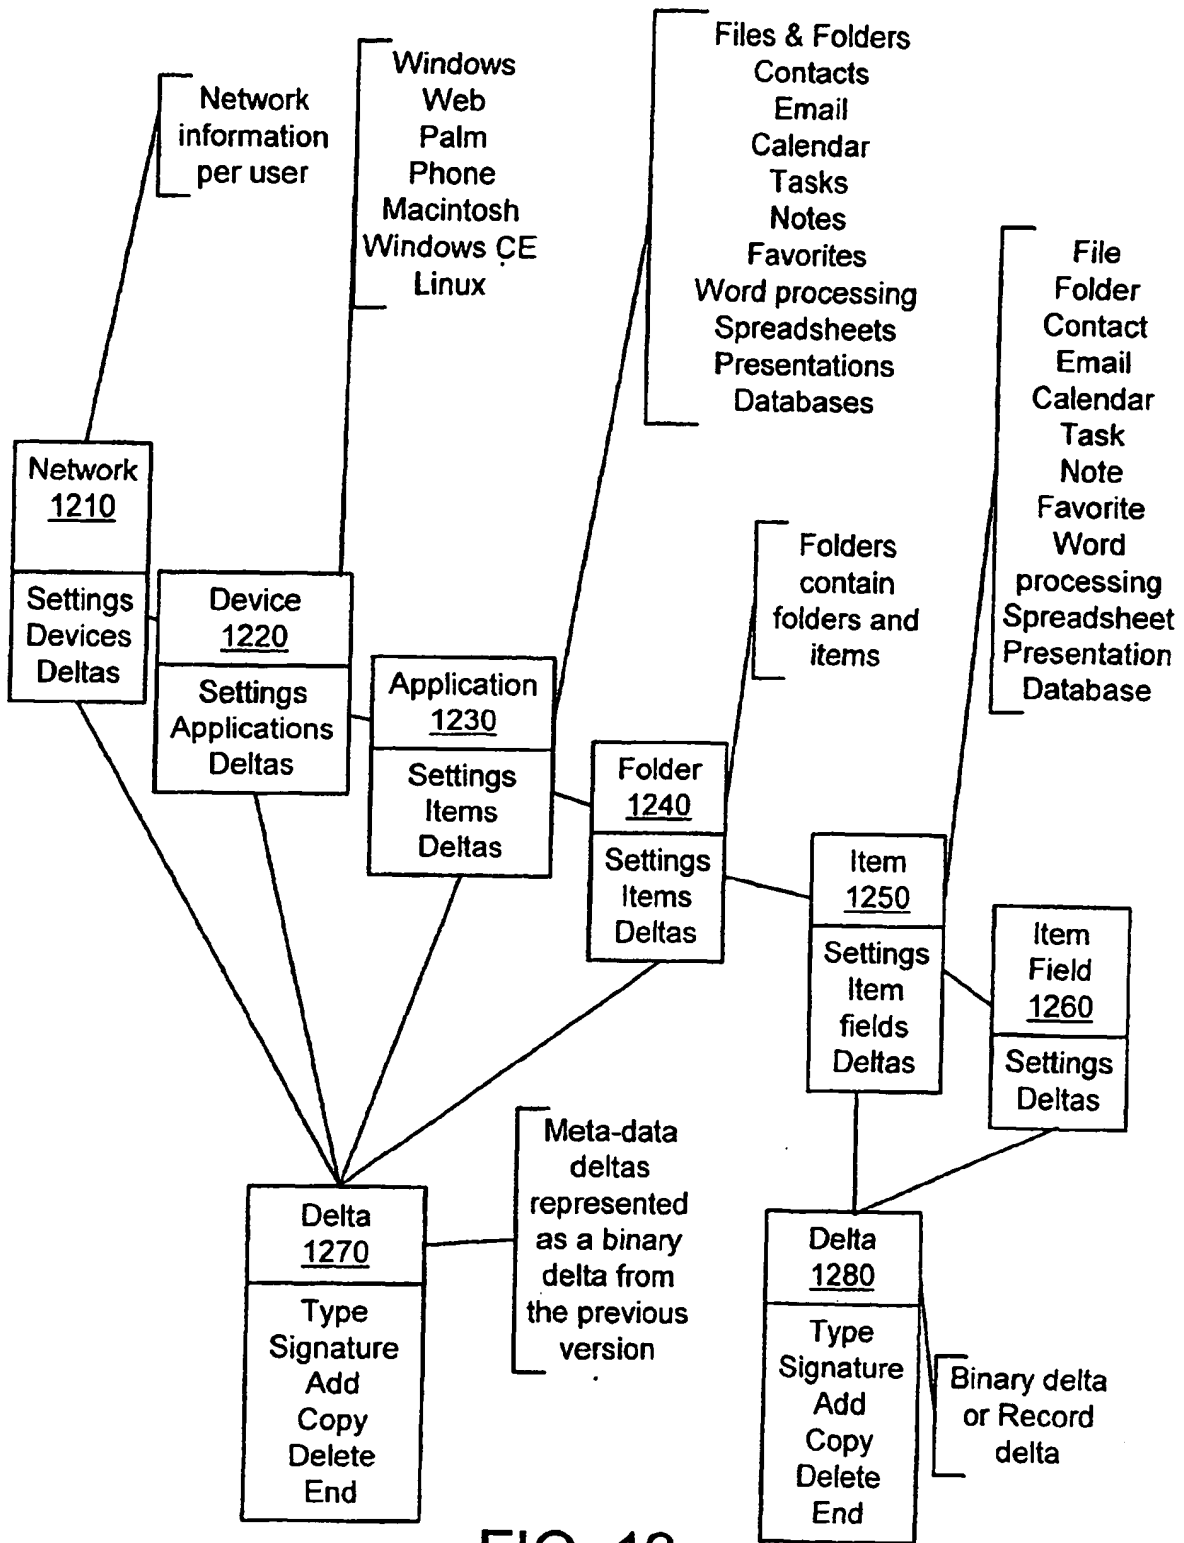 Network
information
per user
Windows
Web
Palm
Phone
Macintosh
Windows CE
Linux
Files & Folders
Contacts
Email
Calendar
Tasks
Notes
Favorites
Word processing
Spreadsheets
Presentations
Databases
File
Folder
Contact
Email
Calendar
Task
Note
Favorite
Word
processing
Spreadsheet
Presentation
Database
Folders
contain
folders and
items
Network
1210
Settings
Devices
Deltas
Device
1220
Settings
Applications
Deltas
Application
1230
Settings
Items
Deltas
Folder
1240
Settings
Items
Deltas
Item
1250
Settings
Item
fields
Deltas
Item
Field
1260
Settings
Deltas
Delta
1270
Type
Signature
Add
Copy
Delete
End
Meta-data
deltas
represented
as a binary
delta from
the previous
version
Delta
1280
Type
Signature
Add
Copy
Delete
End
Binary delta
or Record
delta